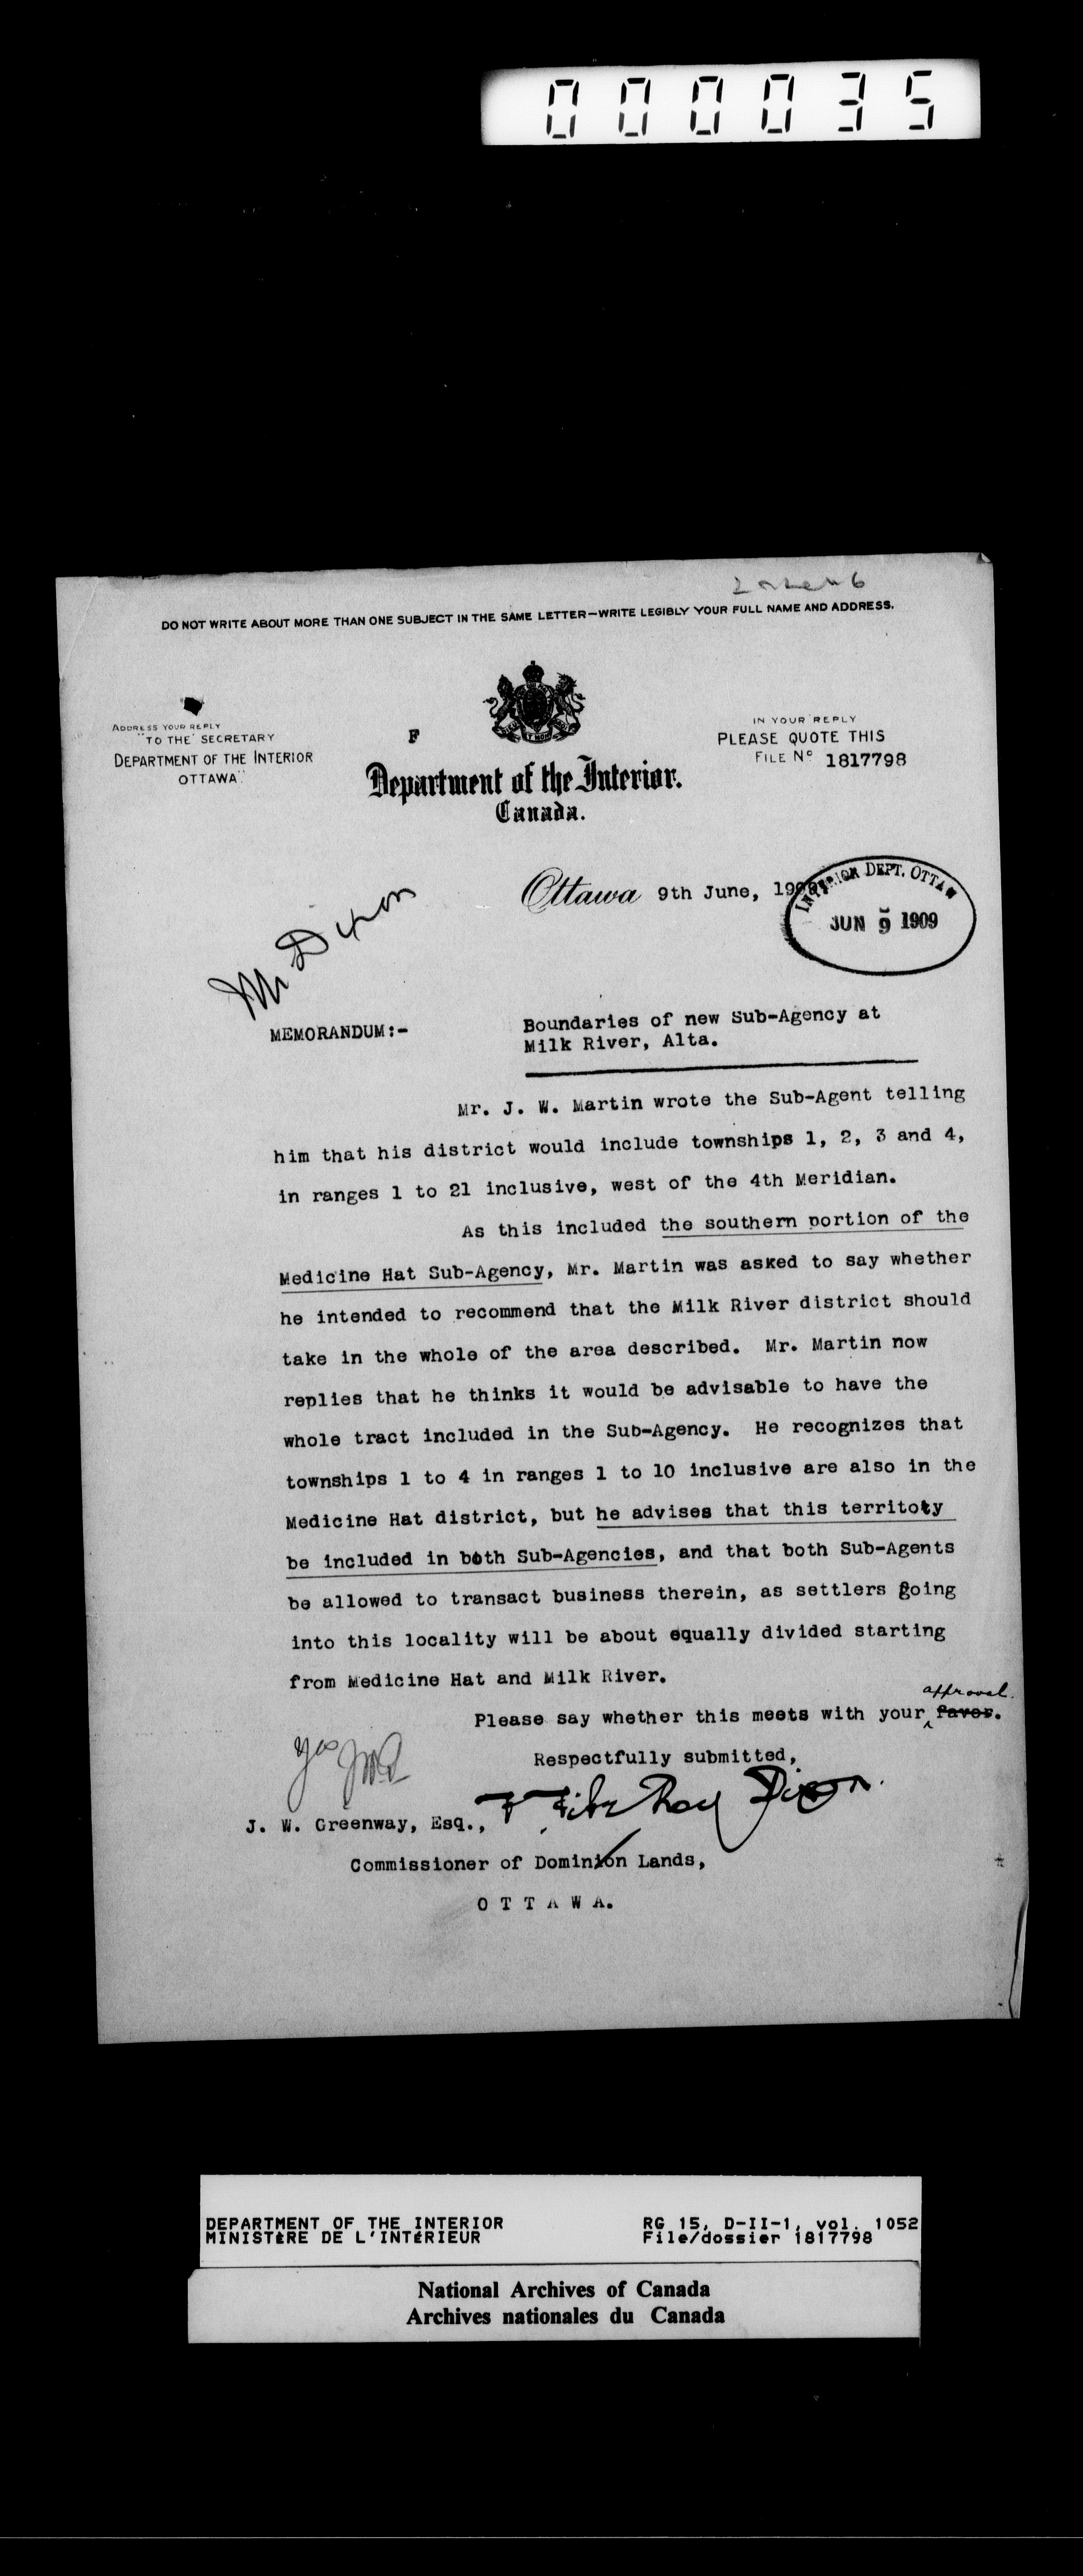 000035
DO NOT WRITE ABOUT MORE THAN ONE SUBJECT IN THE SAME LETTER—WRITE LEGIBLY YOUR FULL NAME AND ADDRESS.
ADDRESS YOUR REPLY
"TO THE SECRETARY
DEPARTMENT OF THE INTERIOR
OTTAWA"
F
IN YOUR REPLY
PLEASE QUOTE THIS
FILE No 1817798
Department of the Interior.
Canada.
Ottawa 9th June, 1909
INTERIOR DEPT. OTTAWA
JUN 9 1909
Mr Dixon
MEMORANDUM:-
Boundaries of new Sub-Agency at
Milk River, Alta.
Mr. J. W. Martin wrote the Sub-Agent telling
him that his district would include townships 1, 2, 3 and 4,
in ranges 1 to 21 inclusive, west of the 4th Meridian.
As this included the southern portion of the
Medicine Hat Sub-Agency, Mr. Martin was asked to say whether
he intended to recommend that the Milk River district should
take in the whole of the area described. Mr. Martin now
replies that he thinks it would be advisable to have the
whole tract included in the Sub-Agency. He recognizes that
townships 1 to 4 in ranges 1 to 10 inclusive are also in the
Medicine Hat district, but he advises that this territoty
be included in both Sub-Agencies, and that both Sub-Agents
be allowed to transact business therein, as settlers going
into this locality will be about equally divided starting
from Medicine Hat and Milk River.
approval.
Please say whether this meets with your favor.
Respectfully submitted,
yes
J. W. Greenway, Esq.,
Commissioner of Dominion Lands,
O T T A W A.
DEPARTMENT OF THE INTERIOR
MINISTÈRE DE L'INTÉRIEUR
RG 15, D-II-1, vol. 1052
File/dossier 1817798
National Archives of Canada
Archives nationales du Canada